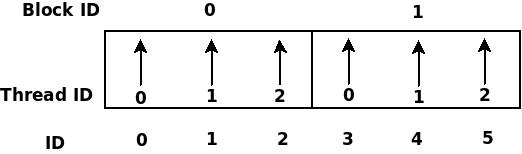 Block ID 0 1
Thread ID 0 1 2 0 1 2
ID 0 1 2 3 4 5